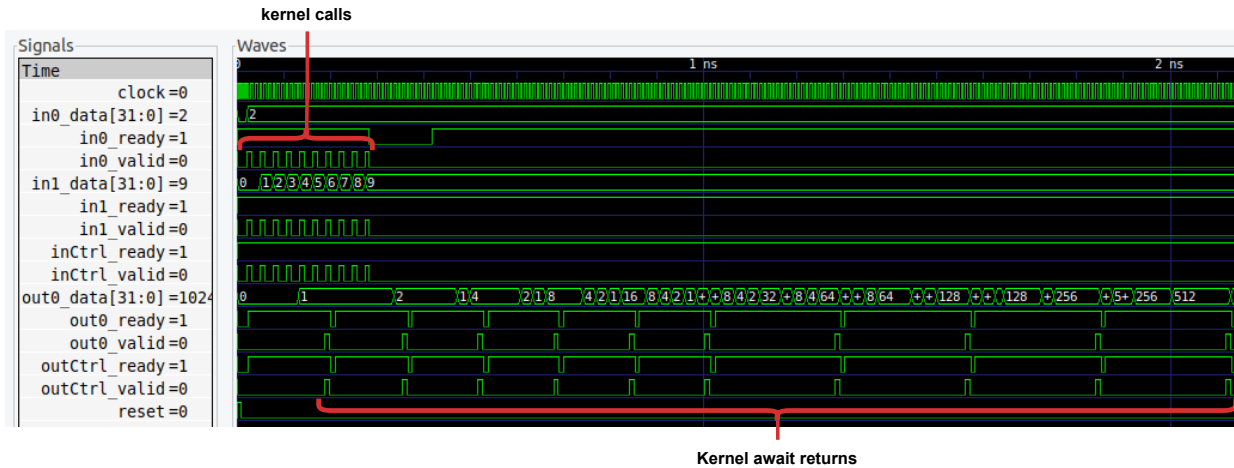 kernel calls
Signals
Waves
Time
0 1 ns 2 ns
clock =0
in0_data[31:0] =2 2
in0_ready =1
in0_valid =0
in1_data[31:0] =9 0 1 2 3 4 5 6 7 8 9
in1_ready =1
in1_valid =0
inCtrl_ready =1
inCtrl_valid =0
out0_data[31:0] =1024 0 1 2 1 4 2 1 8 4 2 1 16 8 4 2 1 + + 8 4 2 32 + 8 4 64 + + 8 64 + + 128 + + 128 + 256 + 5+ 256 512
out0_ready =1
out0_valid =0
outCtrl_ready =1
outCtrl_valid =0
reset =0
Kernel await returns